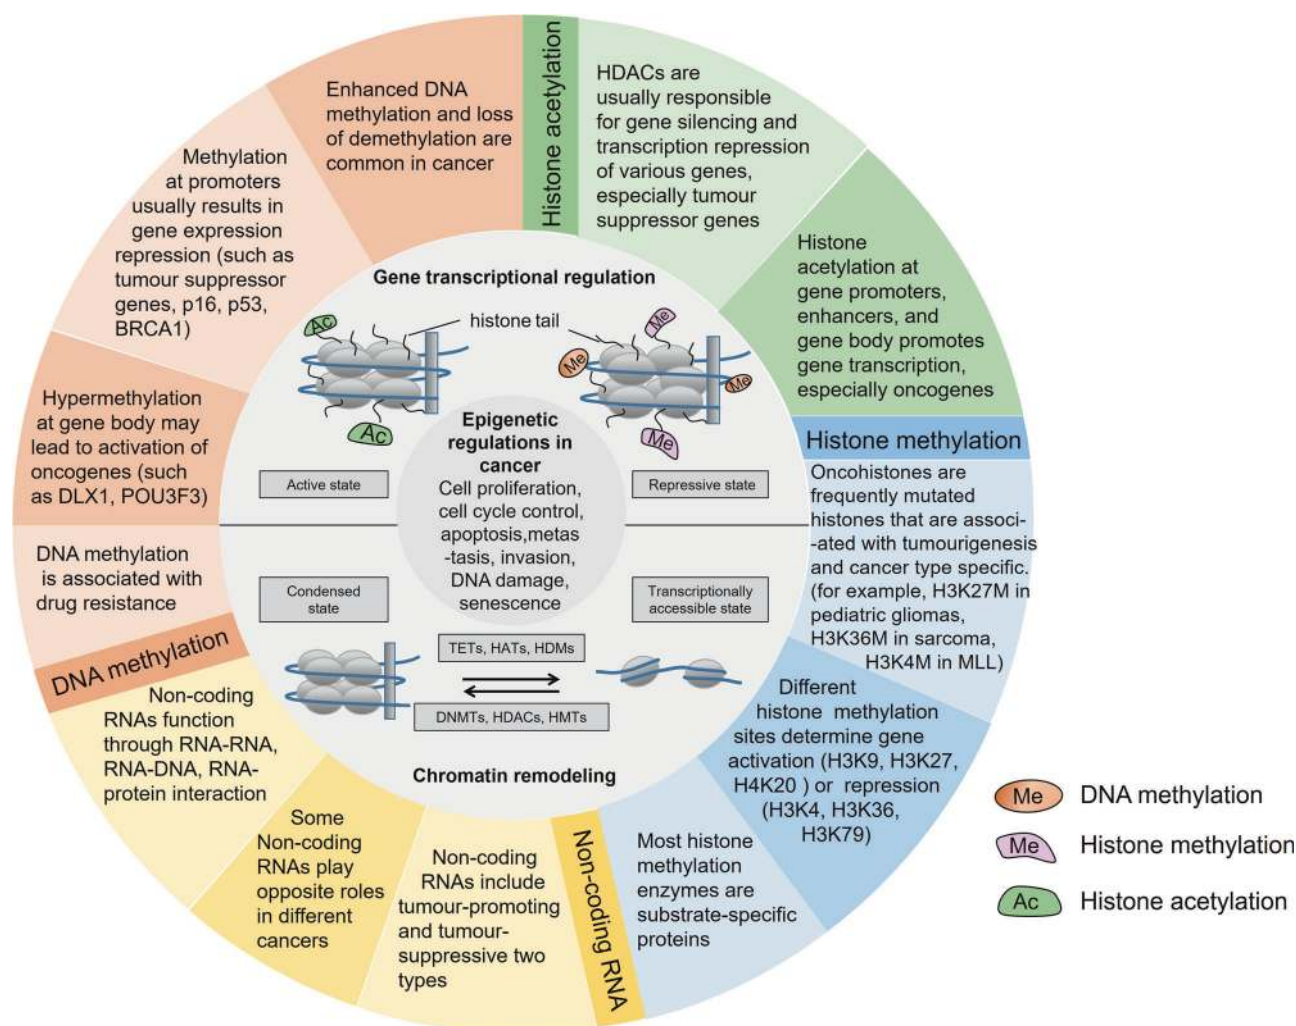 Enhanced DNA
methylation and loss
of demethylation are
common in cancer
Histone acetylation
HDACs are
usually responsible
for gene silencing and
transcription repression
of various genes,
especially tumour
suppressor genes
Histone
acetylation at
gene promoters,
enhancers, and
gene body promotes
gene transcription,
especially oncogenes
Histone methylation
Oncohistones are
frequently mutated
histones that are associ-
-ated with tumourigenesis
and cancer type specific.
(for example, H3K27M in
pediatric gliomas,
H3K36M in sarcoma,
H3K4M in MLL)
Different
histone methylation
sites determine gene
activation (H3K9, H3K27,
H4K20 ) or repression
(H3K4, H3K36,
H3K79)
Most histone
methylation
enzymes are
substrate-specific
proteins
Non-coding RNA
Non-coding
RNAs include
tumour-promoting
and tumour-
suppressive two
types
Some
Non-coding
RNAs play
opposite roles
in different
cancers
Non-coding
RNAs function
through RNA-RNA,
RNA-DNA, RNA-
protein interaction
DNA methylation
DNA methylation
is associated with
drug resistance
Hypermethylation
at gene body may
lead to activation of
oncogenes (such
as DLX1, POU3F3)
Methylation
at promoters
usually results in
gene expression
repression (such as
tumour suppressor
genes, p16, p53,
BRCA1)
Gene transcriptional regulation
Ac
histone tail
Me
Me
Me
Ac
Me
Active state
Repressive state
Epigenetic
regulations in
cancer
Cell proliferation,
cell cycle control,
apoptosis,metas
-tasis, invasion,
DNA damage,
senescence
Condensed
state
Transcriptionally
accessible state
TETs, HATs, HDMs
DNMTs, HDACs, HMTs
Chromatin remodeling
Me DNA methylation
Me Histone methylation
Ac Histone acetylation